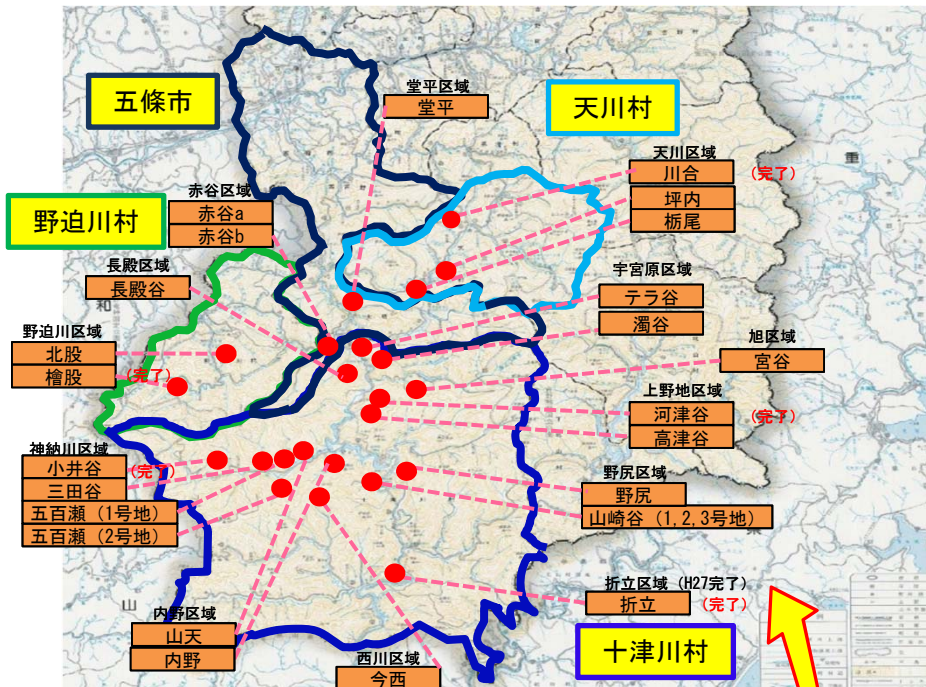 五條市
堂平区域
堂平
天川村
天川区域
川合 (完了)
坪内
栃尾
赤谷区域
赤谷a
赤谷b
野迫川村
長殿区域
長殿谷
宇宮原区域
テラ谷
濁谷
野迫川区域
北股
檜股 (完了)
旭区域
宮谷
上野地区域
河津谷 (完了)
高津谷
神納川区域
小井谷 (完了)
三田谷
五百瀬(1号地)
五百瀬(2号地)
野尻区域
野尻
山崎谷(1,2,3号地)
折立区域(H27完了)
折立 (完了)
内野区域
山天
内野
西川区域
今西
十津川村
重
県
和
山